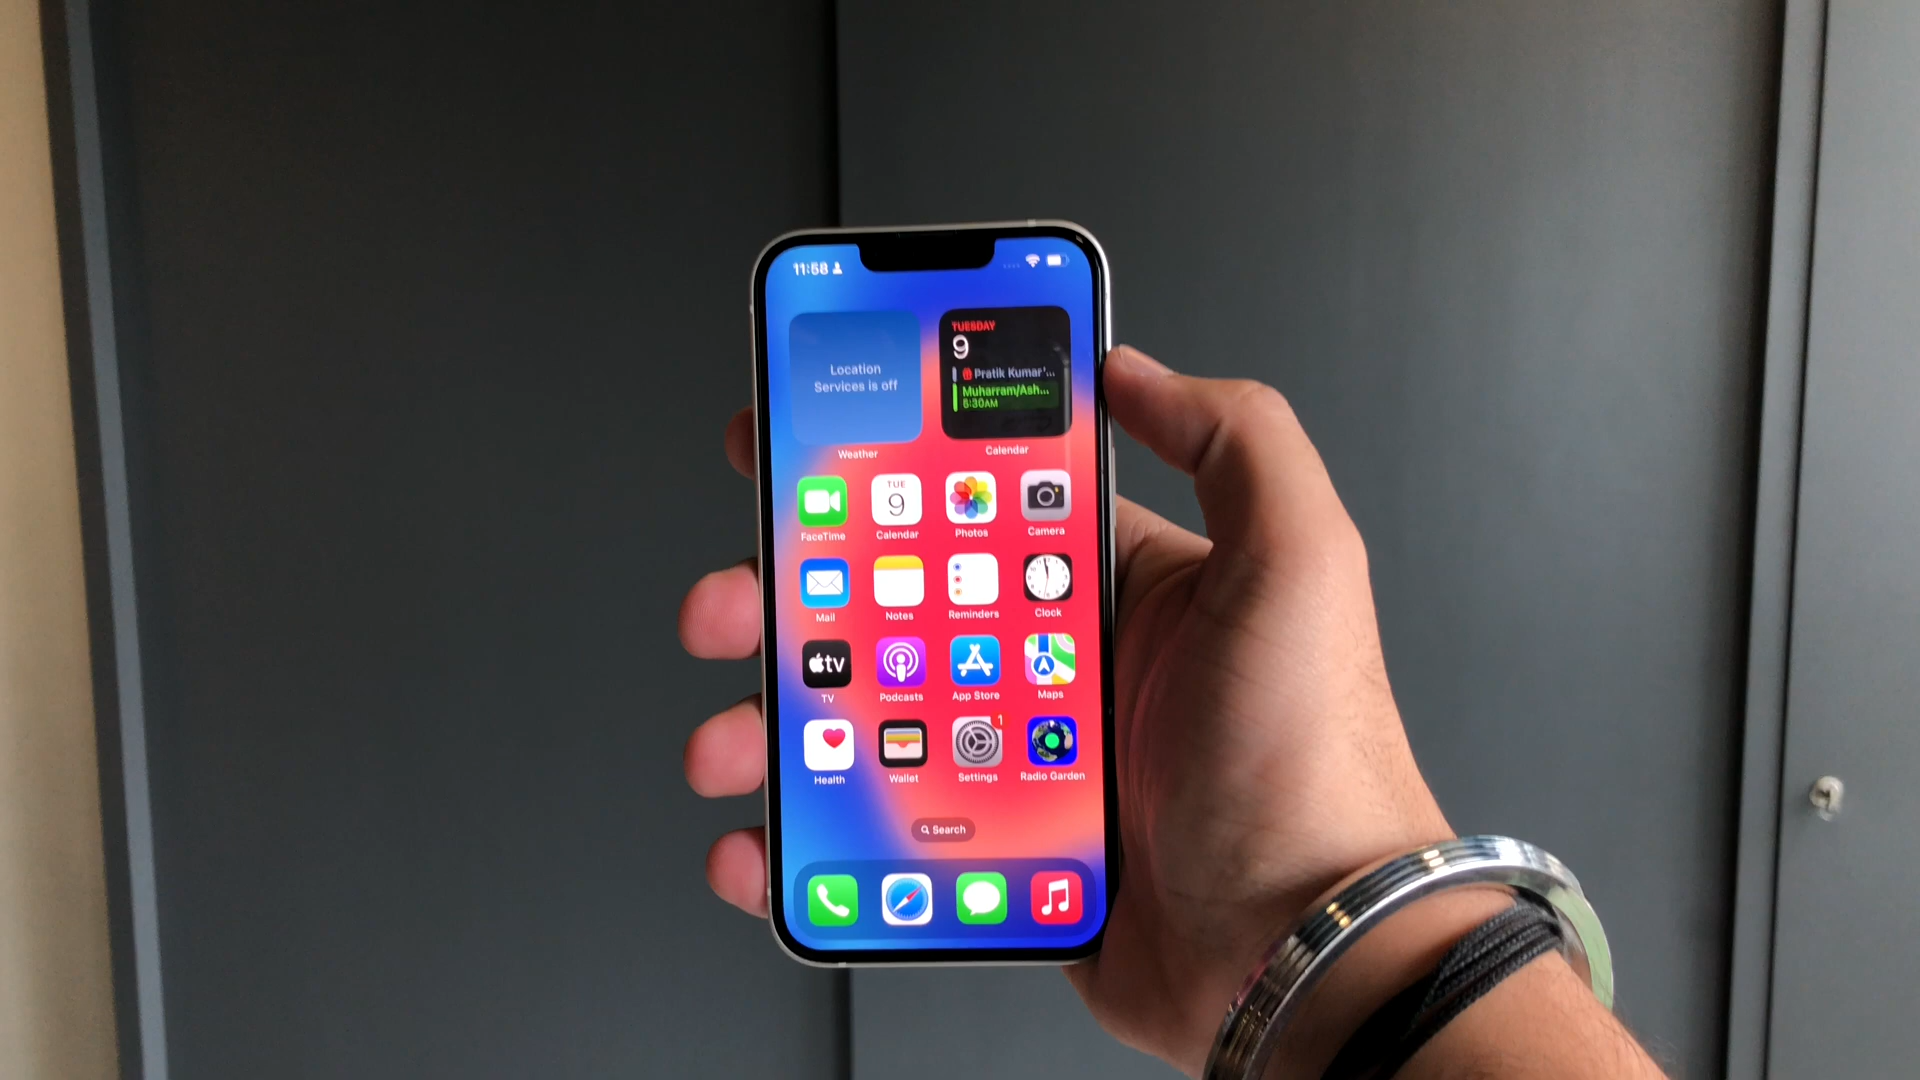 11:58
Location
Services is off
Weather
TUESDAY
9
Pratik Kumar'...
Muharram/Ash...
5:30AM
Calendar
FaceTime
TUE
9
Calendar
Photos
Camera
Mail
Notes
Reminders
Clock
tv
TV
Podcasts
App Store
Maps
Health
Wallet
1
Settings
Radio Garden
Search